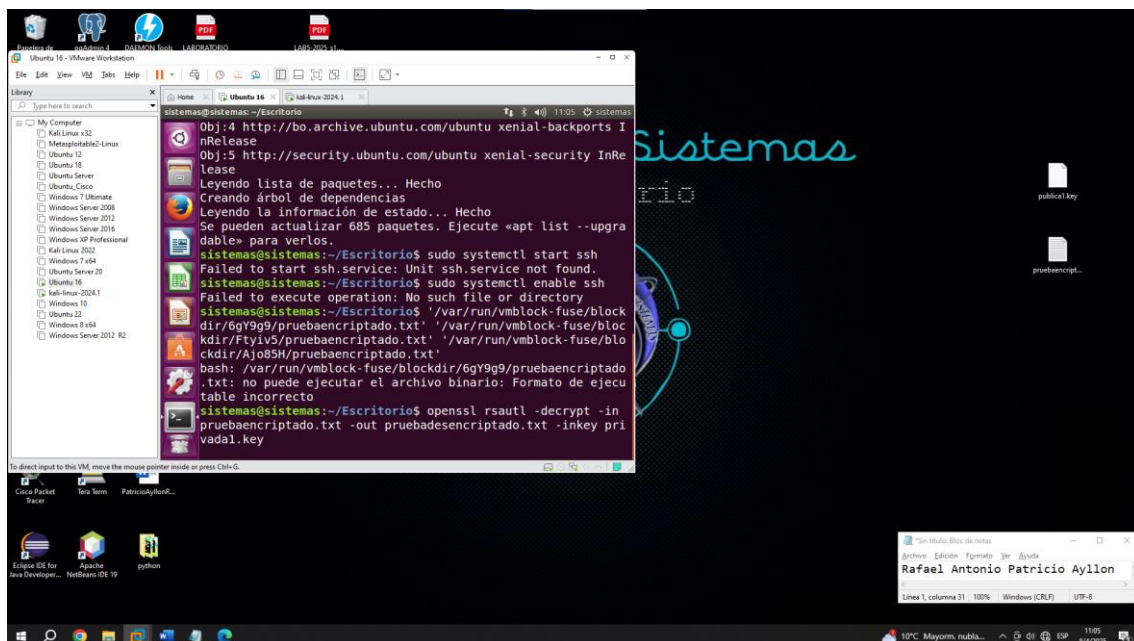 Papelera de
pgAdmin 4
DAEMON Tools
LABORATORIO
LAB5-2025_s1....
Ubuntu 16 - VMware Workstation
File Edit View VM Tabs Help
Library
Type here to search
My Computer
Kali Linux x32
Metasploitable2-Linux
Ubuntu 12
Ubuntu 18
Ubuntu Server
Ubuntu_Cisco
Windows 7 Ultimate
Windows Server 2008
Windows Server 2012
Windows Server 2016
Windows XP Professional
Kali Linux 2022
Windows 7 x64
Ubuntu Server 20
Ubuntu 16
kali-linux-2024.1
Windows 10
Ubuntu 22
Windows 8 x64
Windows Server 2012 R2
Home Ubuntu 16 kali-linux-2024.1
sistemas@sistemas: ~/Escritorio 11:05 sistemas
Obj:4 http://bo.archive.ubuntu.com/ubuntu xenial-backports I
nRelease
Obj:5 http://security.ubuntu.com/ubuntu xenial-security InRe
lease
Leyendo lista de paquetes... Hecho
Creando árbol de dependencias
Leyendo la información de estado... Hecho
Se pueden actualizar 685 paquetes. Ejecute «apt list --upgra
dable» para verlos.
sistemas@sistemas:~/Escritorio$ sudo systemctl start ssh
Failed to start ssh.service: Unit ssh.service not found.
sistemas@sistemas:~/Escritorio$ sudo systemctl enable ssh
Failed to execute operation: No such file or directory
sistemas@sistemas:~/Escritorio$ '/var/run/vmblock-fuse/block
dir/6gY9g9/pruebaencriptado.txt' '/var/run/vmblock-fuse/bloc
kdir/Ftyiv5/pruebaencriptado.txt' '/var/run/vmblock-fuse/blo
ckdir/Ajo85H/pruebaencriptado.txt'
bash: /var/run/vmblock-fuse/blockdir/6gY9g9/pruebaencriptado
.txt: no puede ejecutar el archivo binario: Formato de ejecu
table incorrecto
sistemas@sistemas:~/Escritorio$ openssl rsautl -decrypt -in
pruebaencriptado.txt -out pruebadesencriptado.txt -inkey pri
vada1.key
To direct input to this VM, move the mouse pointer inside or press Ctrl+G.
Sistemas
publica1.key
pruebaencript...
Cisco Packet
Tracer
Tera Term
PatricioAyllonR...
Eclipse IDE for
Java Developer...
Apache
NetBeans IDE 19
python
*Sin título: Bloc de notas
Archivo Edición Formato Ver Ayuda
Rafael Antonio Patricio Ayllon
Línea 1, columna 31 100% Windows (CRLF) UTF-8
10°C Mayorm. nubla... ESP 11:05